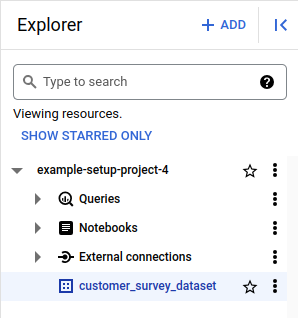 Explorer
+ ADD
Type to search
Viewing resources.
SHOW STARRED ONLY
example-setup-project-4
Queries
Notebooks
External connections
customer_survey_dataset